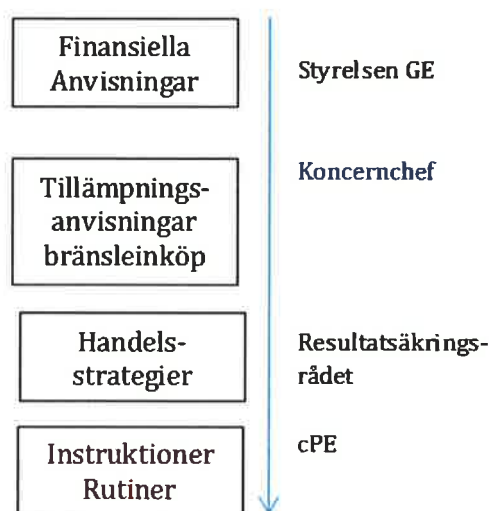 Finansiella
Anvisningar
Styrelsen GE
Koncernchef
Tillämpnings-
anvisningar
bränsleinköp
Handels-
strategier
Resultatsäkrings-
rådet
cPE
Instruktioner
Rutiner